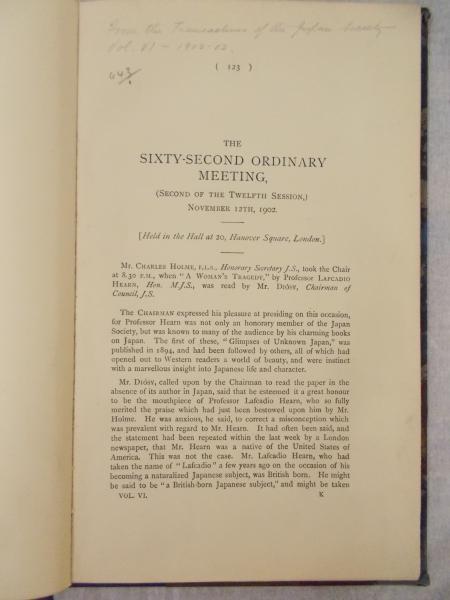 From the Transactions of the Japan Society
Vol. VI — 1902-03.
( 123 )
THE
SIXTY-SECOND ORDINARY
MEETING,
(SECOND OF THE TWELFTH SESSION,)
NOVEMBER 12TH, 1902.
[Held in the Hall at 20, Hanover Square, London.]
MR. CHARLES HOLME, F.L.S., Honorary Secretary J.S., took the Chair
at 8.30 P.M., when "A WOMAN'S TRAGEDY," by Professor LAFCADIO
HEARN, Hon. M.J.S., was read by MR. DIÓSY, Chairman of
Council, J.S.
The CHAIRMAN expressed his pleasure at presiding on this occasion,
for Professor Hearn was not only an honorary member of the Japan
Society, but was known to many of the audience by his charming books
on Japan. The first of these, "Glimpses of Unknown Japan," was
published in 1894, and had been followed by others, all of which had
opened out to Western readers a world of beauty, and were instinct
with a marvellous insight into Japanese life and character.
MR. DIÓSY, called upon by the Chairman to read the paper in the
absence of its author in Japan, said that he esteemed it a great honour
to be the mouthpiece of Professor Lafcadio Hearn, who so fully
merited the praise which had just been bestowed upon him by Mr.
Holme. He was anxious, he said, to correct a misconception which
was prevalent with regard to Mr. Hearn. It had often been said, and
the statement had been repeated within the last week by a London
newspaper, that Mr. Hearn was a native of the United States of
America. This was not the case. Mr. Lafcadio Hearn, who had
taken the name of "Lafcadio" a few years ago on the occasion of his
becoming a naturalized Japanese subject, was British born. He might
be said to be "a British-born Japanese subject," and might be taken
VOL. VI. K